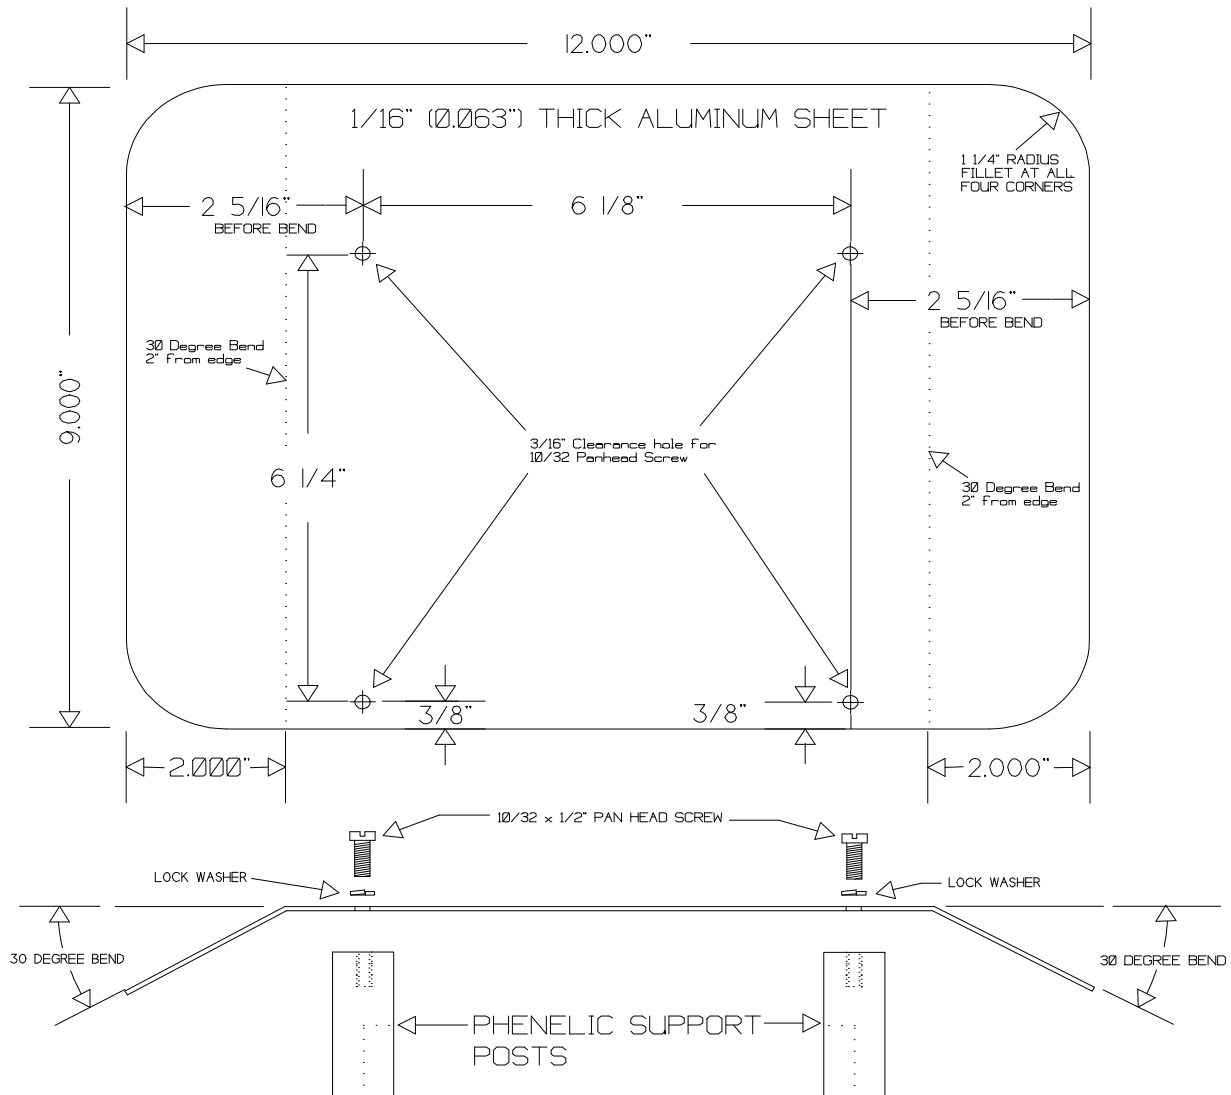 12.000"
1/16" (0.063") THICK ALUMINUM SHEET
1 1/4" RADIUS
FILLET AT ALL
FOUR CORNERS
2 5/16"
BEFORE BEND
6 1/8"
2 5/16"
BEFORE BEND
30 Degree Bend
2" from edge
9.000"
3/16" Clearance hole for
10/32 Panhead Screw
6 1/4"
30 Degree Bend
2" from edge
3/8"
3/8"
2.000"
2.000"
10/32 x 1/2" PAN HEAD SCREW
LOCK WASHER
LOCK WASHER
30 DEGREE BEND
30 DEGREE BEND
PHENELIC SUPPORT
POSTS